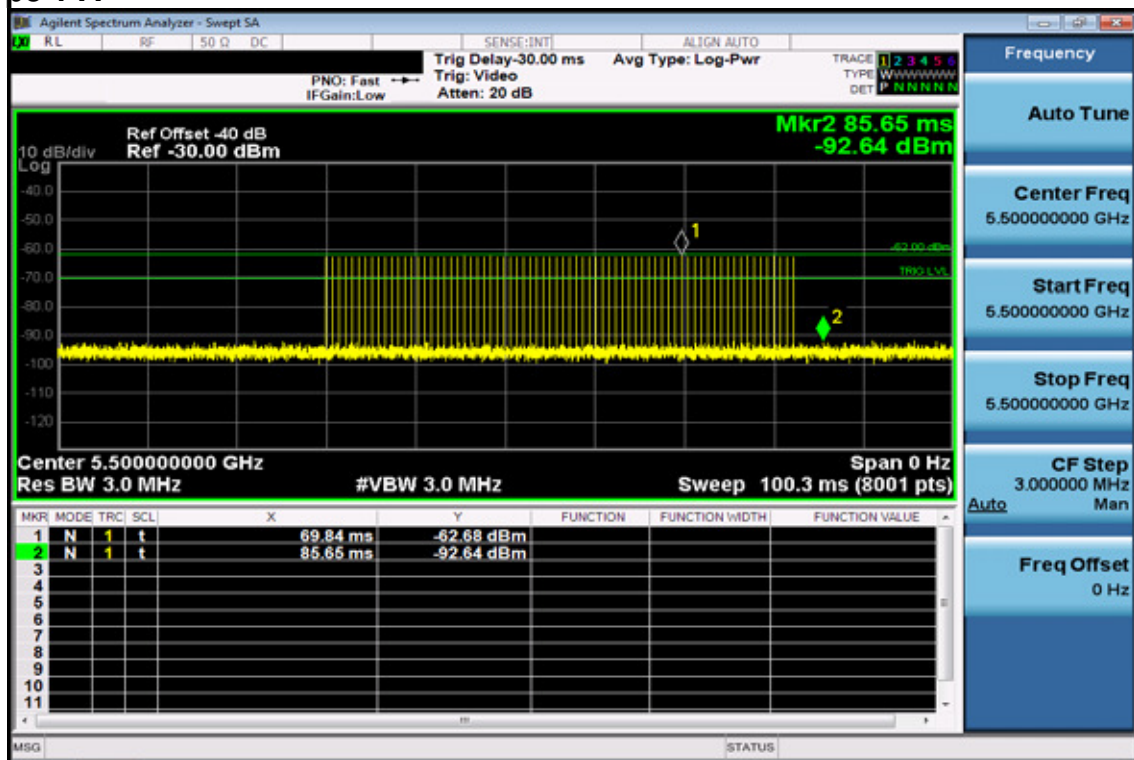 Agilent Spectrum Analyzer - Swept SA
RL RF 50 Ω DC SENSE:INT ALIGN AUTO
PNO: Fast
IFGain:Low
Trig Delay-30.00 ms
Trig: Video
Atten: 20 dB
Avg Type: Log-Pwr
TRACE 1 2 3 4 5 6
TYPE WWWWWW
DET P NNNNN
Mkr2 85.65 ms
-92.64 dBm
Ref Offset -40 dB
10 dB/div Ref -30.00 dBm
Log
-40.0
-50.0
-60.0
-70.0
-80.0
-90.0
-100
-110
-120
1
-62.00 dBm
TRIG LVL
2
Center 5.500000000 GHz Span 0 Hz
Res BW 3.0 MHz #VBW 3.0 MHz Sweep 100.3 ms (8001 pts)
MKR MODE TRC SCL X Y FUNCTION FUNCTION WIDTH FUNCTION VALUE
1 N 1 t 69.84 ms -62.68 dBm
2 N 1 t 85.65 ms -92.64 dBm
3
4
5
6
7
8
9
10
11
MSG STATUS
Frequency
Auto Tune
Center Freq
5.500000000 GHz
Start Freq
5.500000000 GHz
Stop Freq
5.500000000 GHz
CF Step
3.000000 MHz
Auto Man
Freq Offset
0 Hz